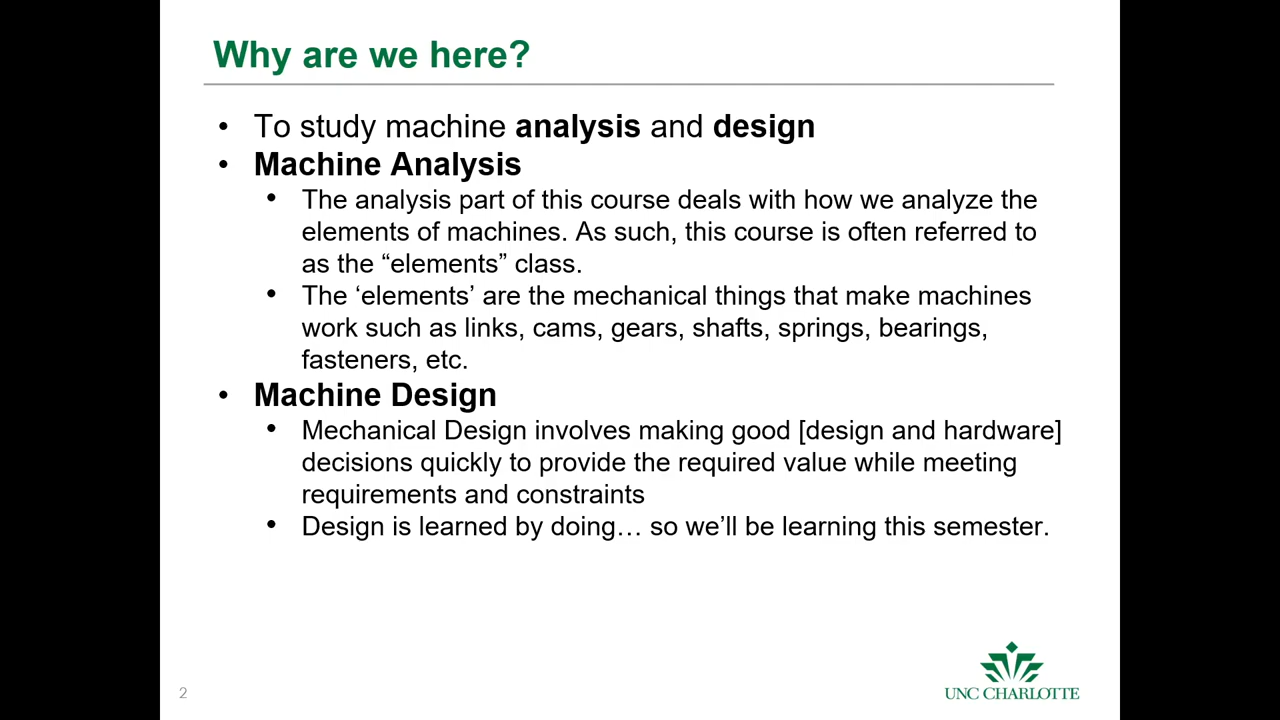 Why are we here?
• To study machine analysis and design
• Machine Analysis
• The analysis part of this course deals with how we analyze the
elements of machines. As such, this course is often referred to
as the “elements” class.
• The ‘elements’ are the mechanical things that make machines
work such as links, cams, gears, shafts, springs, bearings,
fasteners, etc.
• Machine Design
• Mechanical Design involves making good [design and hardware]
decisions quickly to provide the required value while meeting
requirements and constraints
• Design is learned by doing… so we’ll be learning this semester.
2
UNC CHARLOTTE